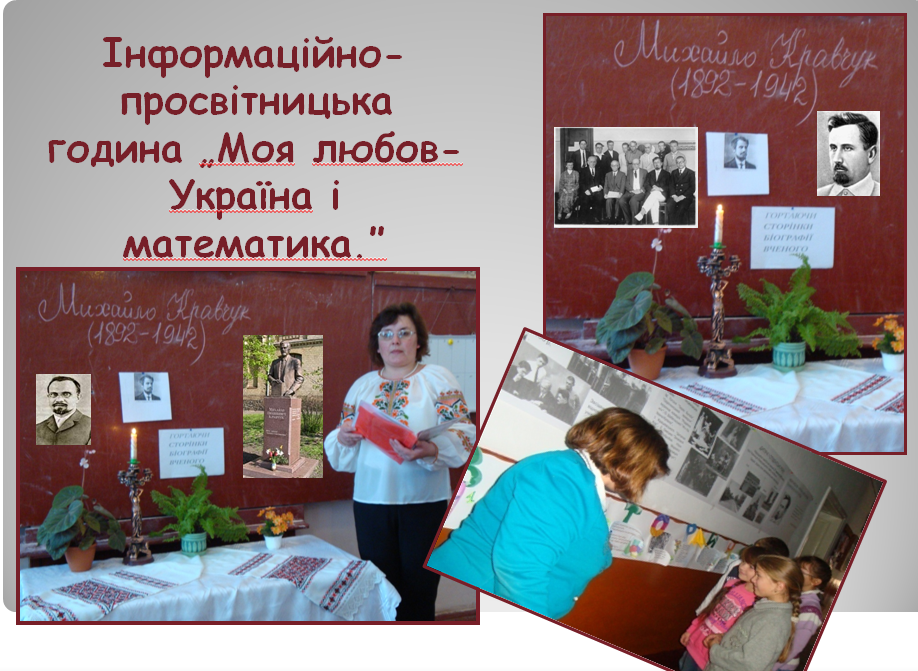 Інформаційно-
просвітницька
година „Моя любов-
Україна і
математика.”
Михайло Кравчук
(1892-1942)
ГОРТАЮЧИ
СТОРІНКИ
БІОГРАФІЇ
ВЧЕНОГО
Михайло Кравчук
(1892-1942)
ГОРТАЮЧИ
СТОРІНКИ
БІОГРАФІЇ
ВЧЕНОГО